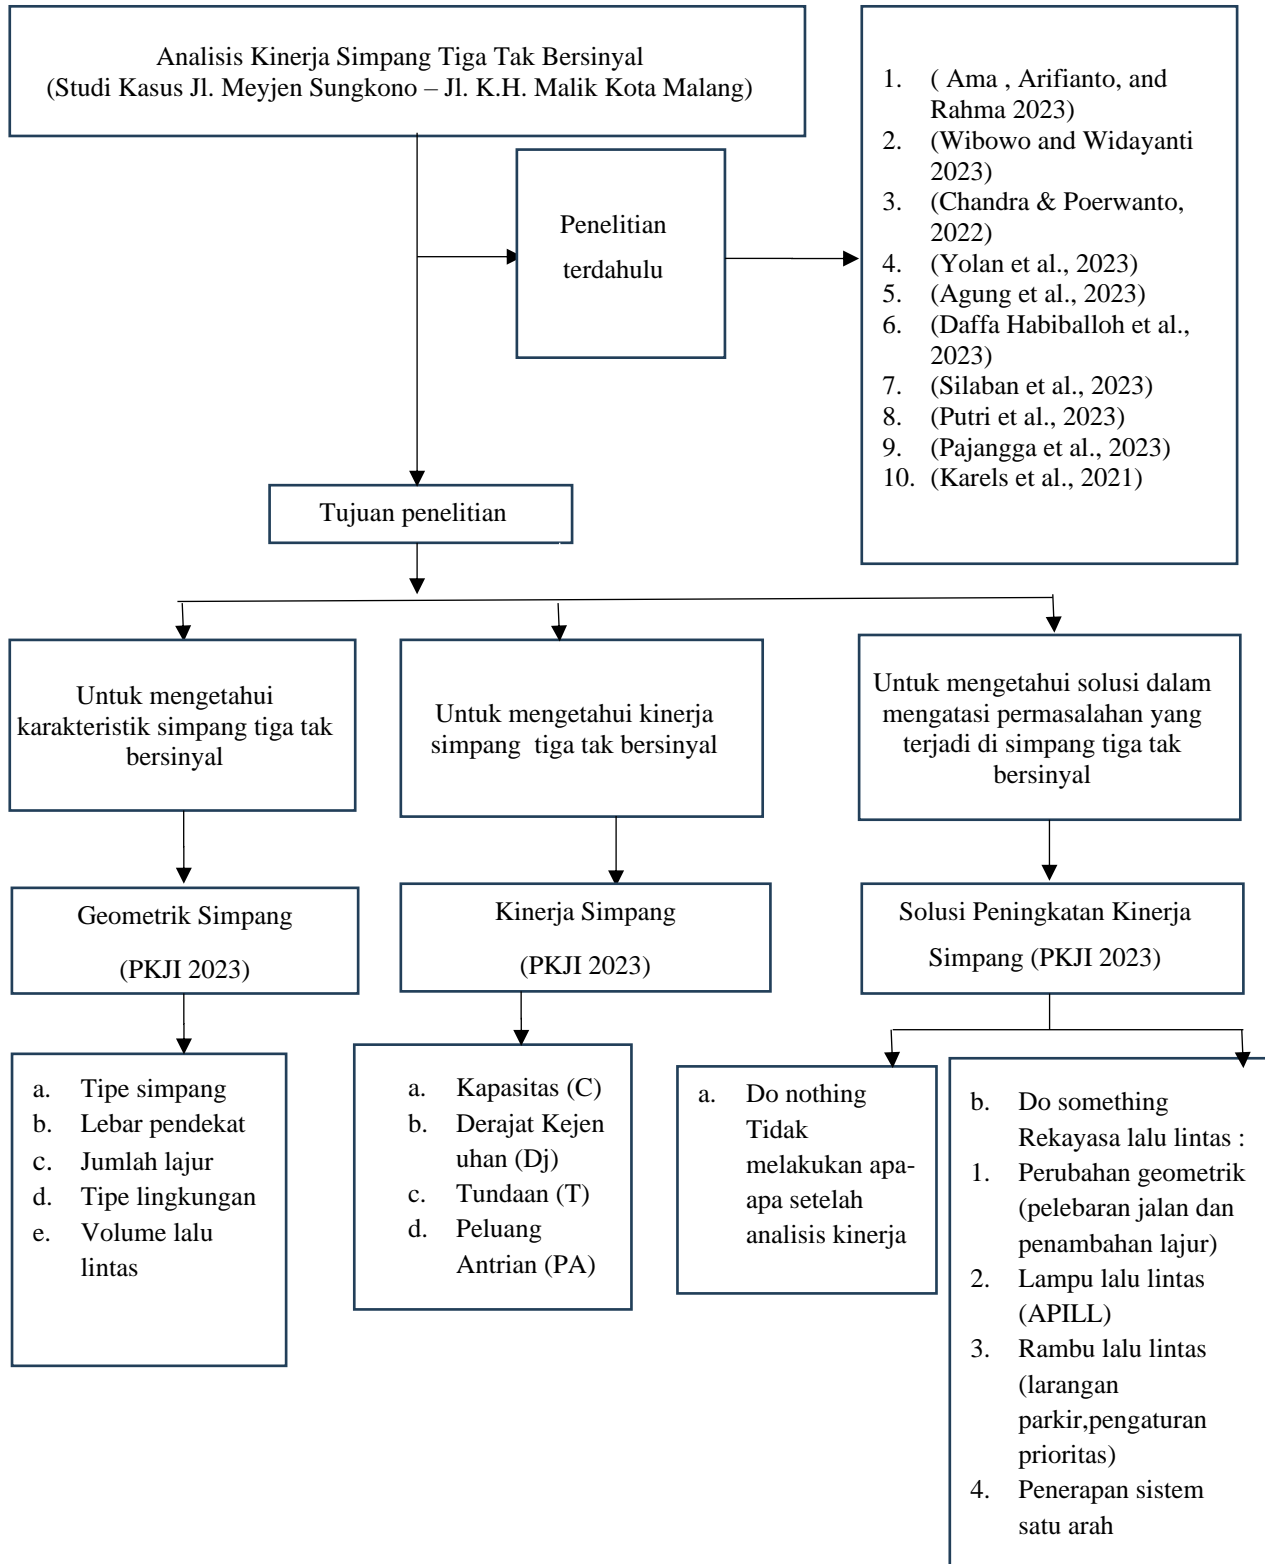 Analisis Kinerja Simpang Tiga Tak Bersinyal
(Studi Kasus Jl. Meyjen Sungkono – Jl. K.H. Malik Kota Malang)
Penelitian
terdahulu
1. ( Ama , Arifianto, and
Rahma 2023)
2. (Wibowo and Widayanti
2023)
3. (Chandra & Poerwanto,
2022)
4. (Yolan et al., 2023)
5. (Agung et al., 2023)
6. (Daffa Habiballoh et al.,
2023)
7. (Silaban et al., 2023)
8. (Putri et al., 2023)
9. (Pajangga et al., 2023)
10. (Karels et al., 2021)
Tujuan penelitian
Untuk mengetahui
karakteristik simpang tiga tak
bersinyal
Untuk mengetahui kinerja
simpang tiga tak bersinyal
Untuk mengetahui solusi dalam
mengatasi permasalahan yang
terjadi di simpang tiga tak
bersinyal
Geometrik Simpang
(PKJI 2023)
Kinerja Simpang
(PKJI 2023)
Solusi Peningkatan Kinerja
Simpang (PKJI 2023)
a. Tipe simpang
b. Lebar pendekat
c. Jumlah lajur
d. Tipe lingkungan
e. Volume lalu
lintas
a. Kapasitas (C)
b. Derajat Kejen
uhan (Dj)
c. Tundaan (T)
d. Peluang
Antrian (PA)
a. Do nothing
Tidak
melakukan apa-
apa setelah
analisis kinerja
b. Do something
Rekayasa lalu lintas :
1. Perubahan geometrik
(pelebaran jalan dan
penambahan lajur)
2. Lampu lalu lintas
(APILL)
3. Rambu lalu lintas
(larangan
parkir,pengaturan
prioritas)
4. Penerapan sistem
satu arah